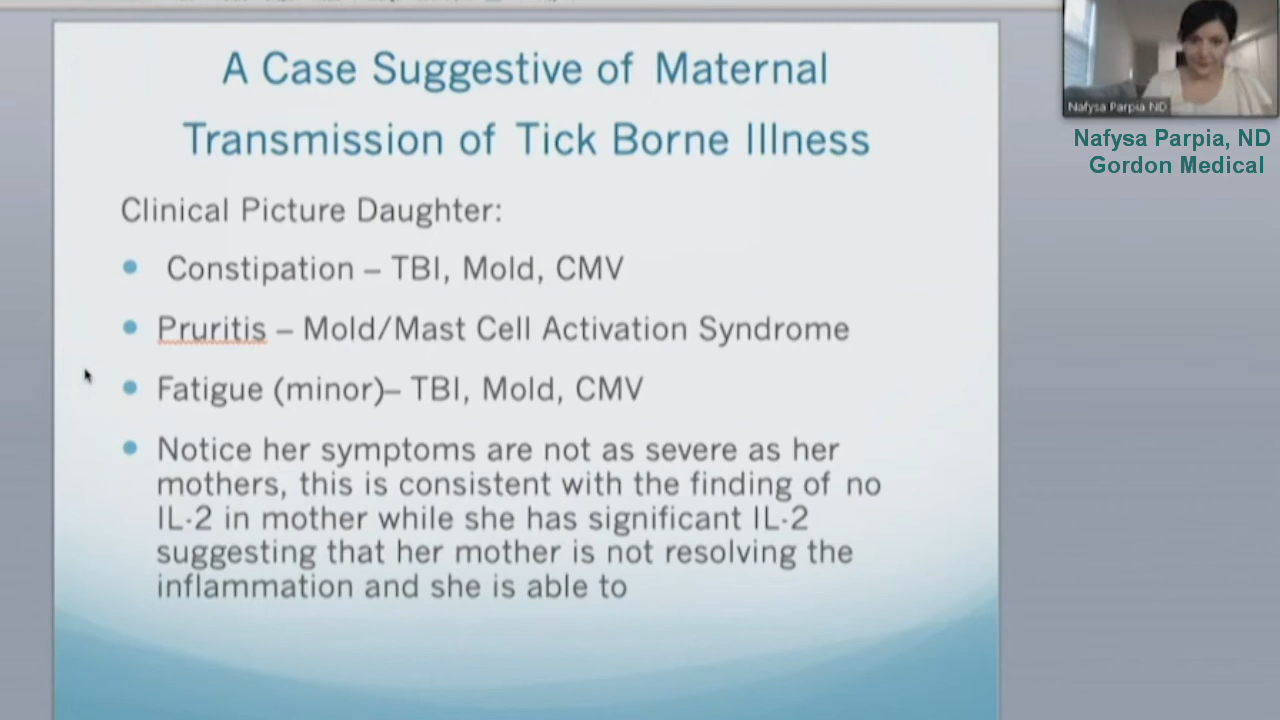 A Case Suggestive of Maternal
Transmission of Tick Borne Illness
Clinical Picture Daughter:
Constipation – TBI, Mold, CMV
Pruritis – Mold/Mast Cell Activation Syndrome
Fatigue (minor)– TBI, Mold, CMV
Notice her symptoms are not as severe as her
mothers, this is consistent with the finding of no
IL-2 in mother while she has significant IL-2
suggesting that her mother is not resolving the
inflammation and she is able to
Nafysa Parpia ND
Nafysa Parpia, ND
Gordon Medical